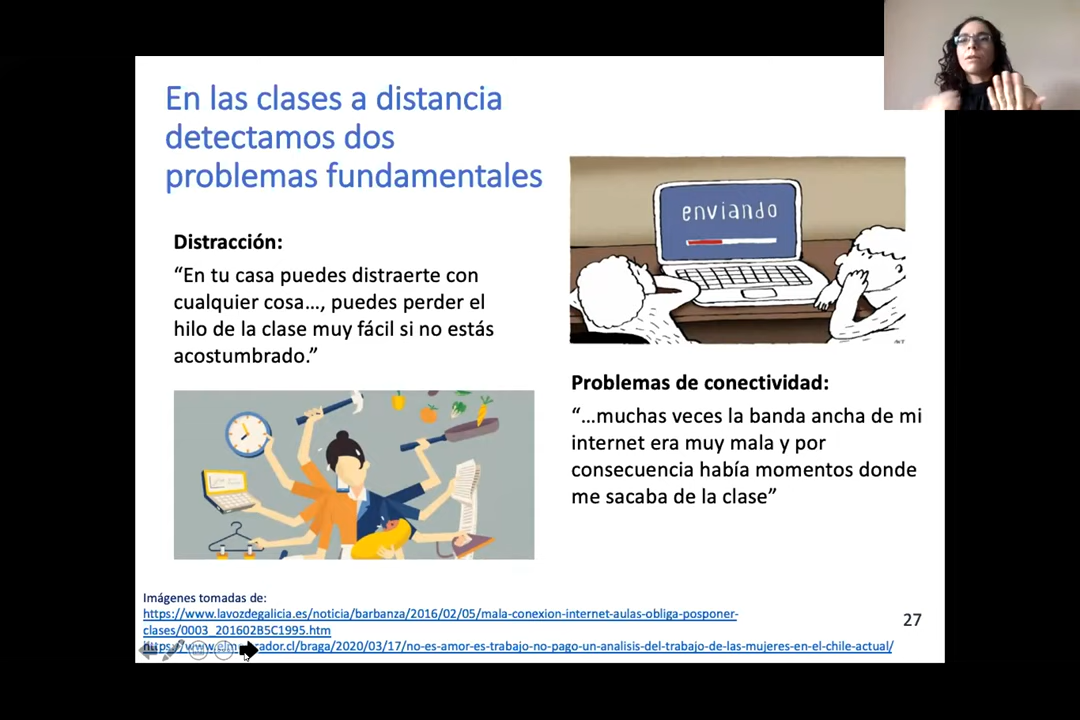 En las clases a distancia
detectamos dos
problemas fundamentales
Distracción:
“En tu casa puedes distraerte con
cualquier cosa…, puedes perder el
hilo de la clase muy fácil si no estás
acostumbrado.”
enviando
Problemas de conectividad:
“…muchas veces la banda ancha de mi
internet era muy mala y por
consecuencia había momentos donde
me sacaba de la clase”
Imágenes tomadas de:
https://www.lavozdegalicia.es/noticia/barbanza/2016/02/05/mala-conexion-internet-aulas-obliga-posponer-
clases/0003_201602B5C1995.htm
https://www.elmostrador.cl/braga/2020/03/17/no-es-amor-es-trabajo-no-pago-un-analisis-del-trabajo-de-las-mujeres-en-el-chile-actual/
27